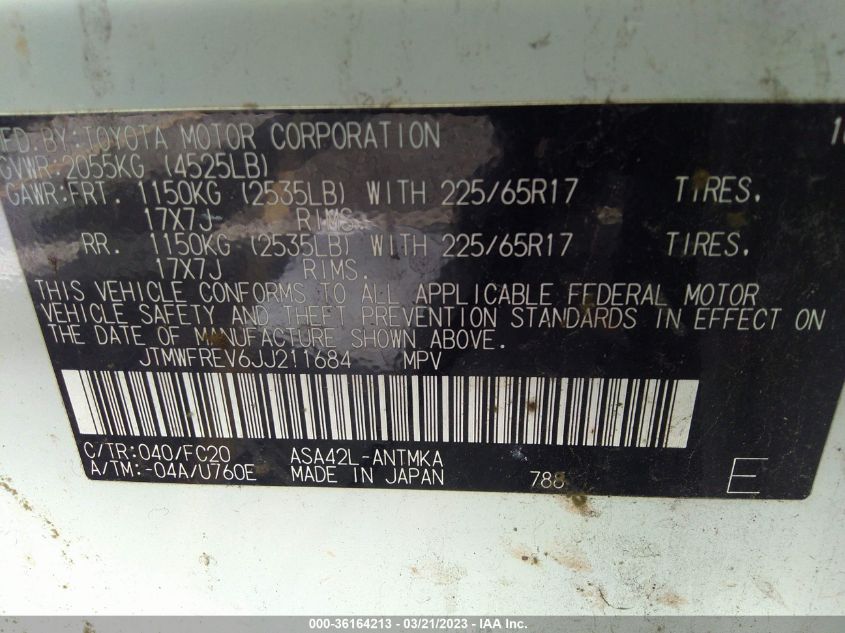 MFD. BY: TOYOTA MOTOR CORPORATION
GVWR: 2055KG (4525LB)
GAWR: FRT. 1150KG (2535LB) WITH 225/65R17 TIRES.
17X7J RIMS.
RR. 1150KG (2535LB) WITH 225/65R17 TIRES.
17X7J RIMS.
THIS VEHICLE CONFORMS TO ALL APPLICABLE FEDERAL MOTOR
VEHICLE SAFETY AND THEFT PREVENTION STANDARDS IN EFFECT ON
THE DATE OF MANUFACTURE SHOWN ABOVE.
JTMWFREV6JJ211684 MPV
C/TR:040/FC20 ASA42L-ANTMKA
A/TM:-04A/U760E MADE IN JAPAN 788 E
000-36164213 - 03/21/2023 - IAA Inc.